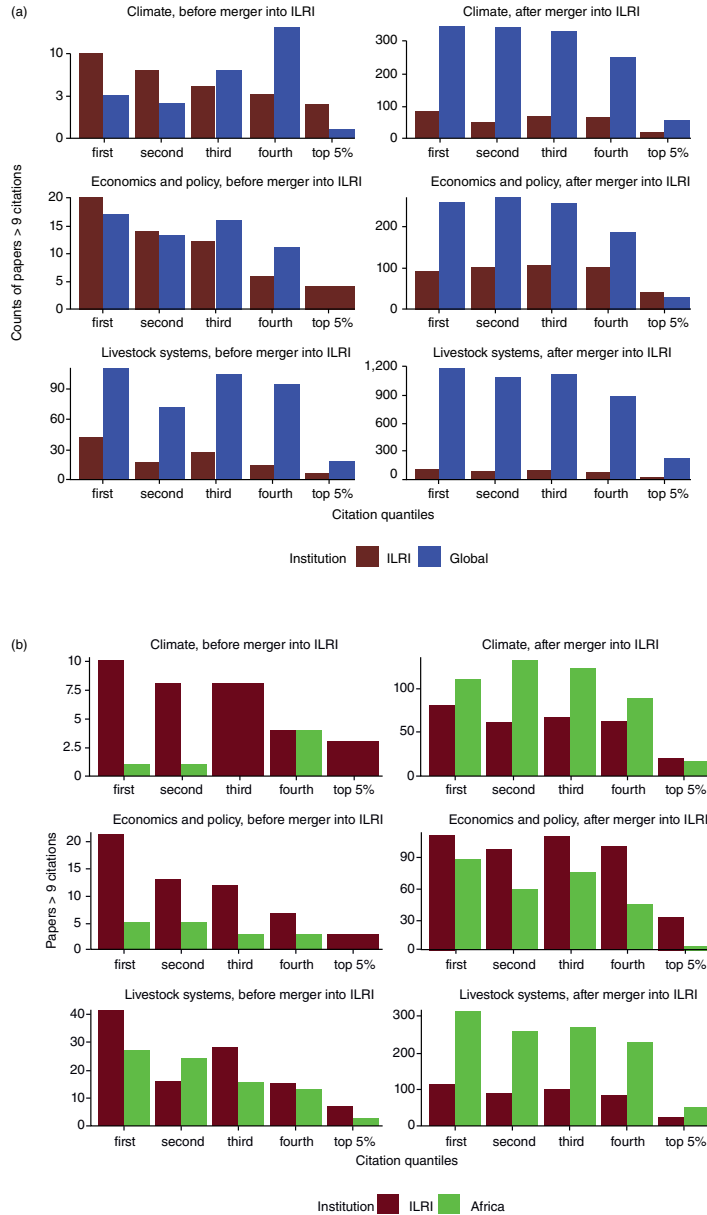 (a)
Climate, before merger into ILRI
Climate, after merger into ILRI
10
3
0
300
200
100
0
first second third fourth top 5%
first second third fourth top 5%
Counts of papers > 9 citations
Economics and policy, before merger into ILRI
Economics and policy, after merger into ILRI
20
15
10
5
0
200
100
0
first second third fourth top 5%
first second third fourth top 5%
Livestock systems, before merger into ILRI
Livestock systems, after merger into ILRI
90
60
30
0
1,200
900
600
300
0
first second third fourth top 5%
first second third fourth top 5%
Citation quantiles
Institution ILRI Global
(b)
Climate, before merger into ILRI
Climate, after merger into ILRI
10
7.5
5
2.5
0
100
50
0
first second third fourth top 5%
first second third fourth top 5%
Papers > 9 citations
Economics and policy, before merger into ILRI
Economics and policy, after merger into ILRI
20
15
10
5
0
90
60
30
0
first second third fourth top 5%
first second third fourth top 5%
Livestock systems, before merger into ILRI
Livestock systems, after merger into ILRI
40
30
20
10
0
300
200
100
0
first second third fourth top 5%
first second third fourth top 5%
Citation quantiles
Institution ILRI Africa